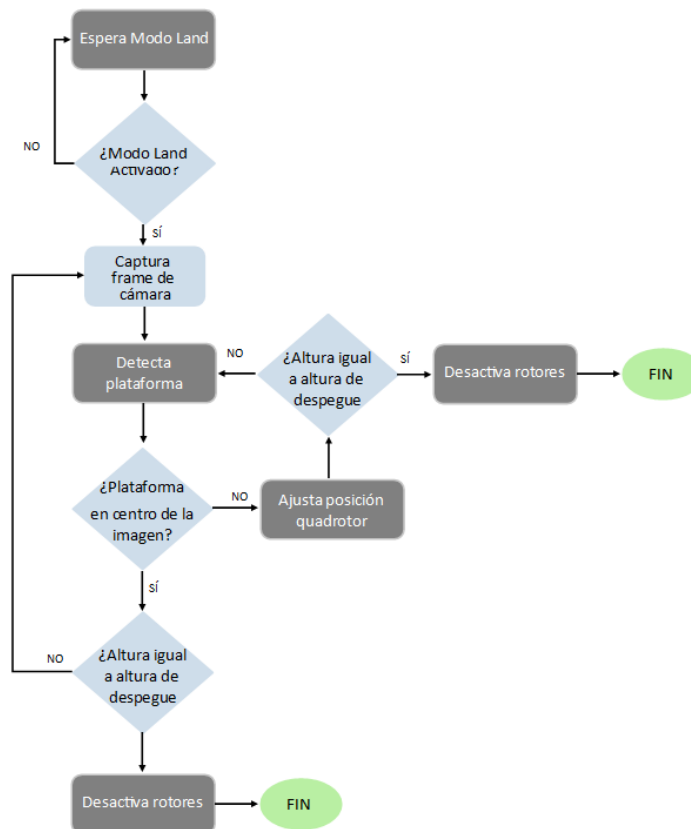 Espera Modo Land
NO
¿Modo Land
Activador?
SÍ
Captura
frame de
cámara
Detecta
plataforma
NO
¿Altura igual
a altura de
despegue
SÍ
Desactiva rotores
FIN
¿Plataforma
en centro de la
imagen?
NO
Ajusta posición
quadrotor
SÍ
NO
¿Altura igual
a altura de
despegue
Desactiva rotores
FIN